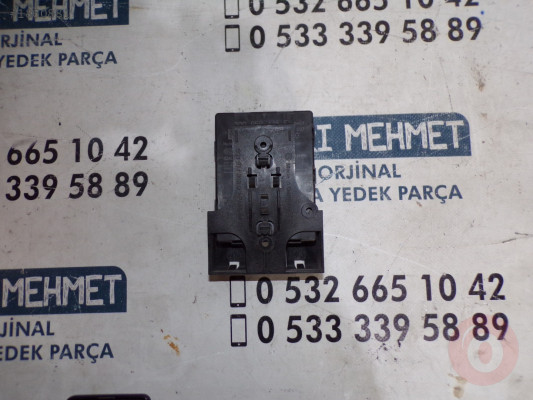 MEHMET
0 532 665 10 42
ORJİNAL
0 533 339 58 89
YEDEK PARÇA
İ MEHMET
665 10 42
ORJİNAL
339 58 89
YEDEK PARÇA
MEHMET
0 532 665 10 42
0 533 339 58 89
YEDEK PARÇA